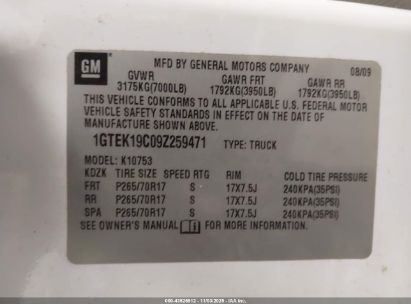 GM
MFD BY GENERAL MOTORS COMPANY
08/09
GVWR GAWR FRT GAWR RR
3175KG(7000LB) 1792KG(3950LB) 1792KG(3950LB)
THIS VEHICLE CONFORMS TO ALL APPLICABLE U.S. FEDERAL MOTOR
VEHICLE SAFETY STANDARDS IN EFFECT ON THE DATE OF
MANUFACTURE SHOWN ABOVE.
1GTEK19C09Z259471 TYPE: TRUCK
MODEL: K10753
KDZK TIRE SIZE SPEED RTG RIM COLD TIRE PRESSURE
FRT P265/70R17 S 17X7.5J 240KPA(35PSI)
RR P265/70R17 S 17X7.5J 240KPA(35PSI)
SPA P265/70R17 S 17X7.5J 240KPA(35PSI)
SEE OWNER'S MANUAL FOR MORE INFORMATION.